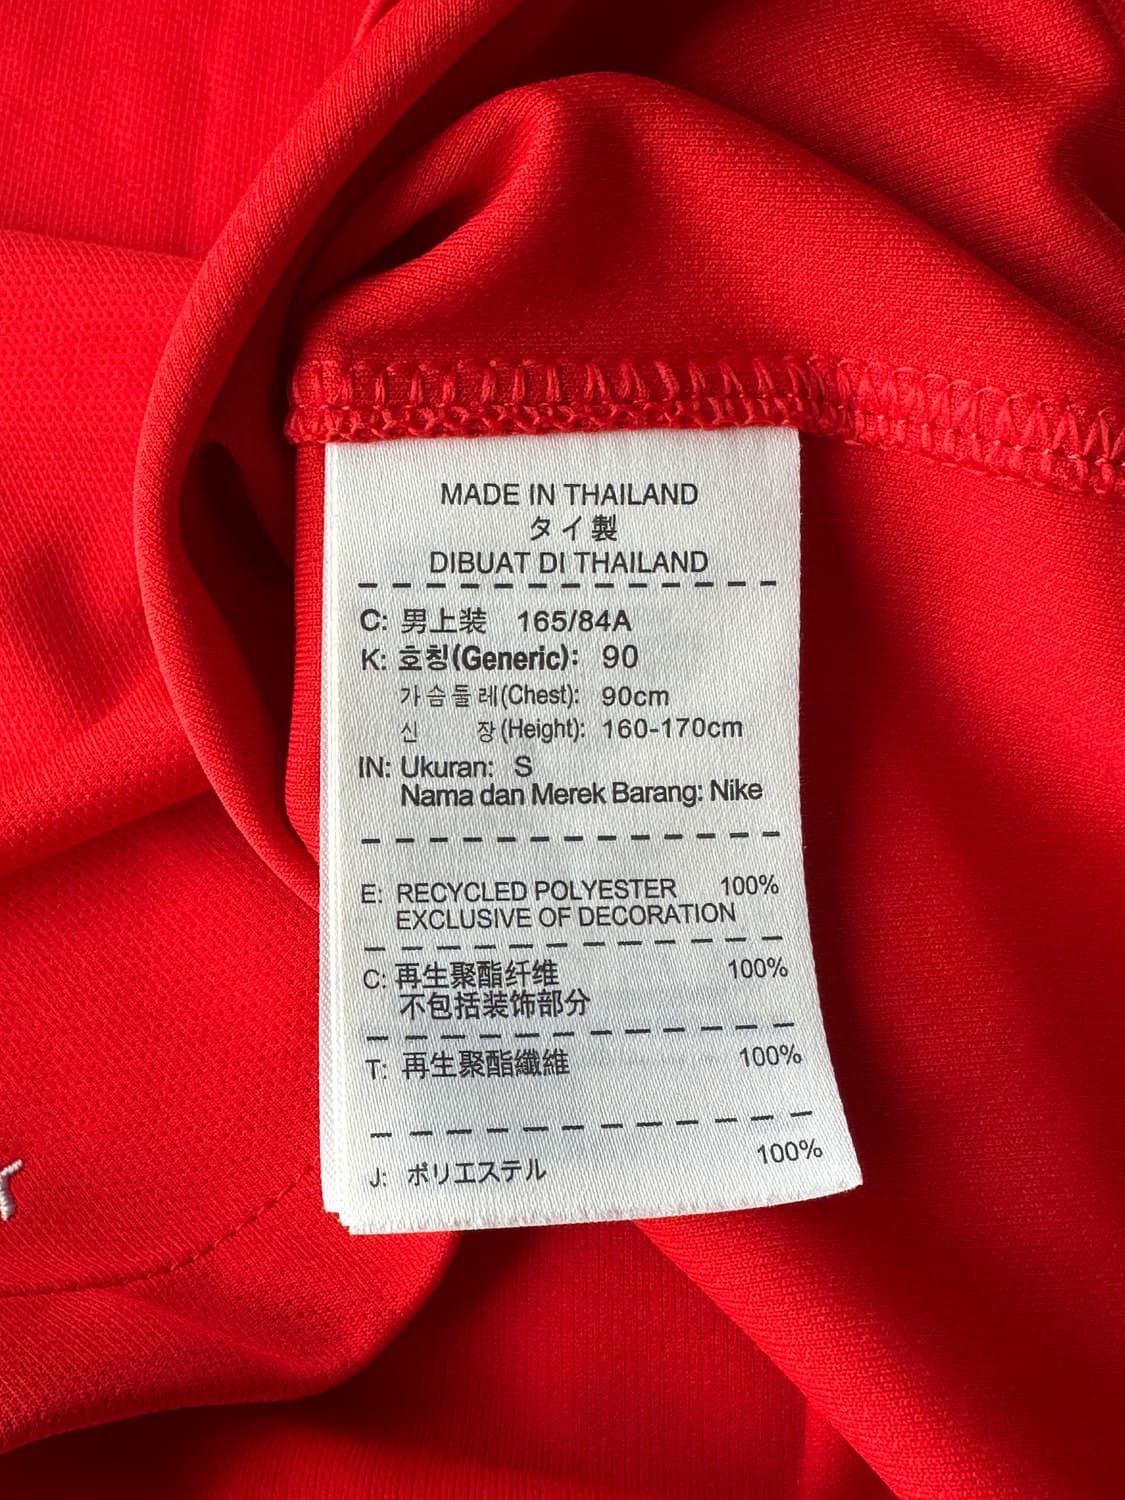 MADE IN THAILAND
タイ製
DIBUAT DI THAILAND
C: 男上装 165/84A
K: 호칭(Generic): 90
가슴둘레(Chest): 90cm
신 장(Height): 160-170cm
IN: Ukuran: S
Nama dan Merek Barang: Nike
E: RECYCLED POLYESTER 100%
EXCLUSIVE OF DECORATION
C: 再生聚酯纤维 100%
不包括装饰部分
T: 再生聚酯纖維 100%
J: ポリエステル 100%